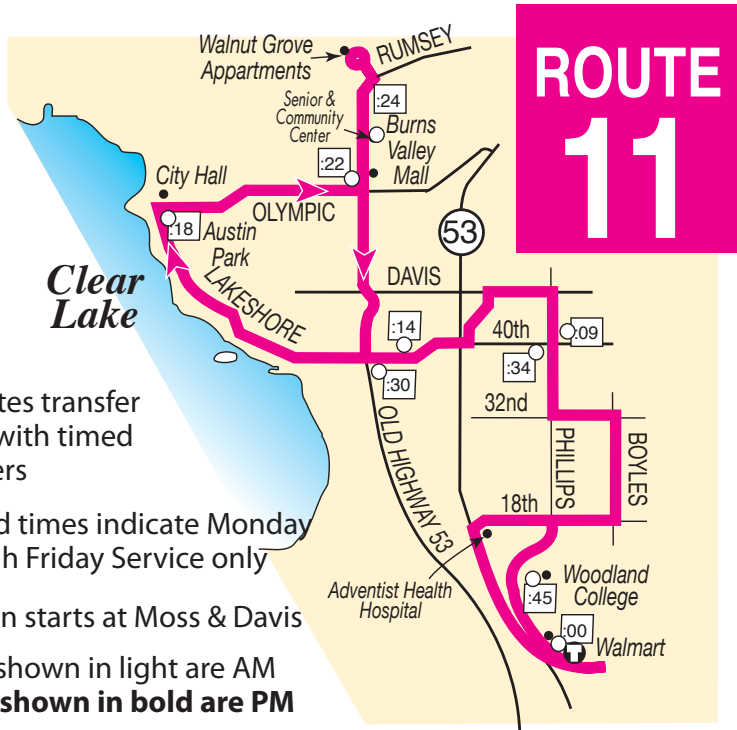 ROUTE
11
Walnut Grove
Appartments
RUMSEY
:24
Senior &
Community
Center
Burns
Valley
Mall
:22
City Hall
OLYMPIC
:18
Austin
Park
53
Clear
Lake
LAKESHORE
DAVIS
:14
40th
:09
:34
:30
32nd
OLD HIGHWAY 53
PHILLIPS
BOYLES
18th
Adventist Health
Hospital
Woodland
College
:45
:00
T
Walmart
tes transfer
with timed
ers
d times indicate Monday
h Friday Service only
n starts at Moss & Davis
shown in light are AM
shown in bold are PM